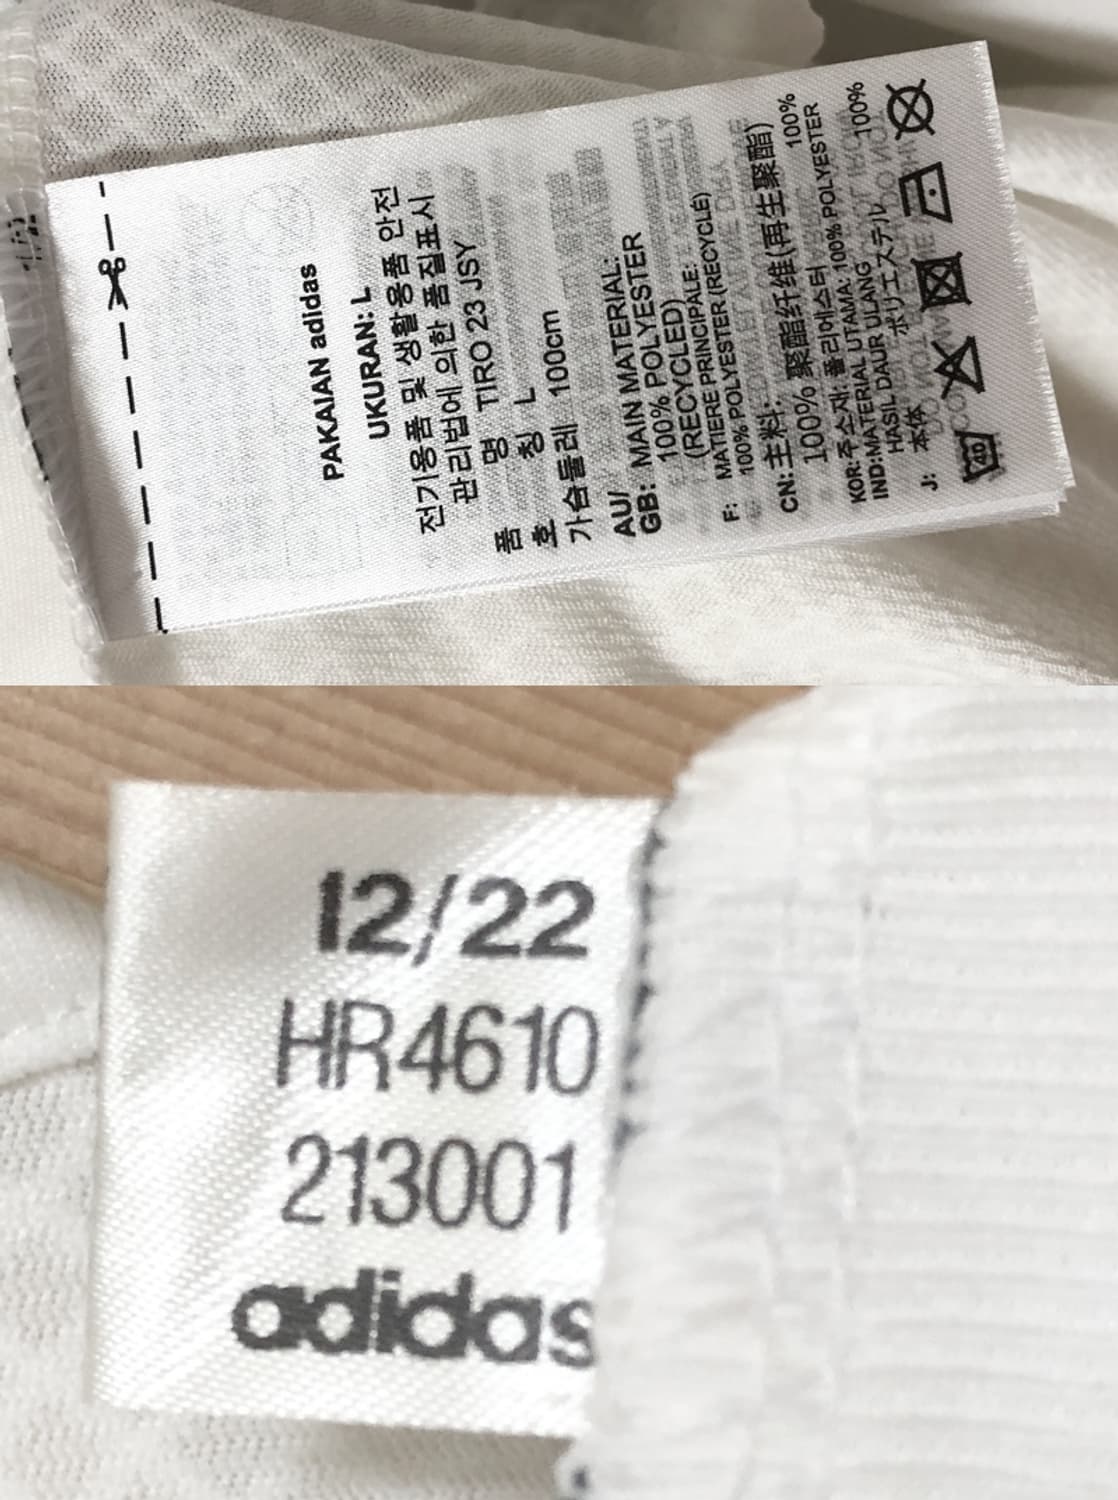 PAKAIAN adidas
UKURAN: L
전기용품 및 생활용품 안전
관리법에 의한 품질표시
품 명 TIRO 23 JSY
호 칭 L
가슴둘레 100cm
AU/
GB: MAIN MATERIAL:
100% POLYESTER
(RECYCLED)
F: MATIERE PRINCIPALE:
100% POLYESTER (RECYCLE)
CN: 主料:
100% 聚酯纤维(再生聚酯)
KOR: 주소재: 폴리에스터 100%
IND:MATERIAL UTAMA: 100% POLYESTER
HASIL DAUR ULANG
J: 本体 ポリエステル 100%
40
12/22
HR4610
213001
adidas